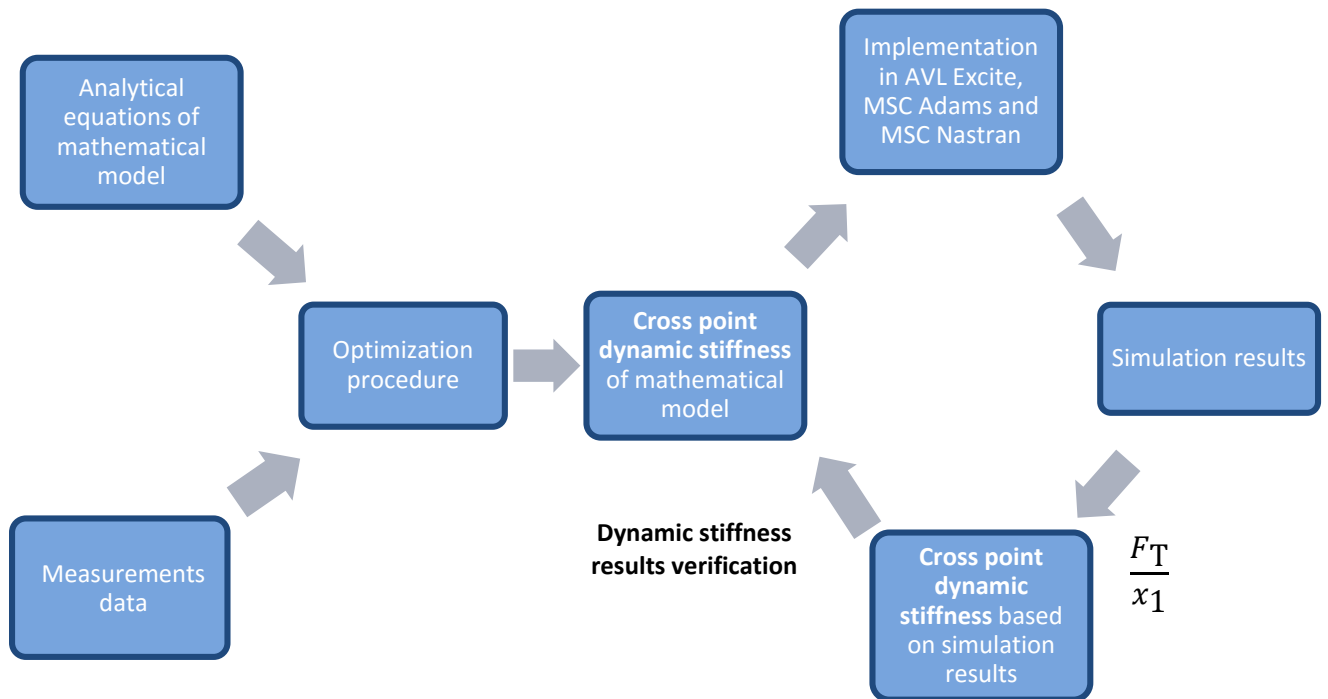 Analytical
equations of
mathematical
model
Implementation
in AVL Excite,
MSC Adams and
MSC Nastran
Optimization
procedure
Cross point
dynamic stiffness
of mathematical
model
Simulation results
Measurements
data
Dynamic stiffness
results verification
Cross point
dynamic
stiffness based
on simulation
results
F_T
x_1